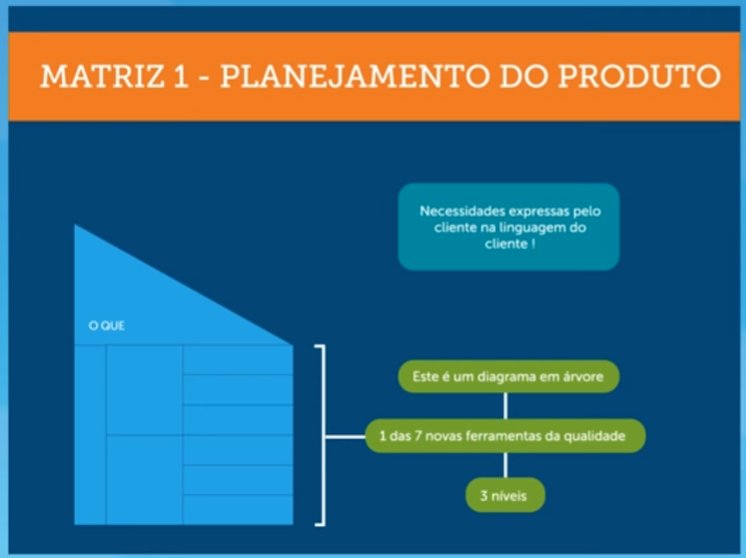 MATRIZ 1 - PLANEJAMENTO DO PRODUTO
Necessidades expressas pelo
cliente na linguagem do
cliente !
O QUE
Este é um diagrama em árvore
1 das 7 novas ferramentas da qualidade
3 níveis